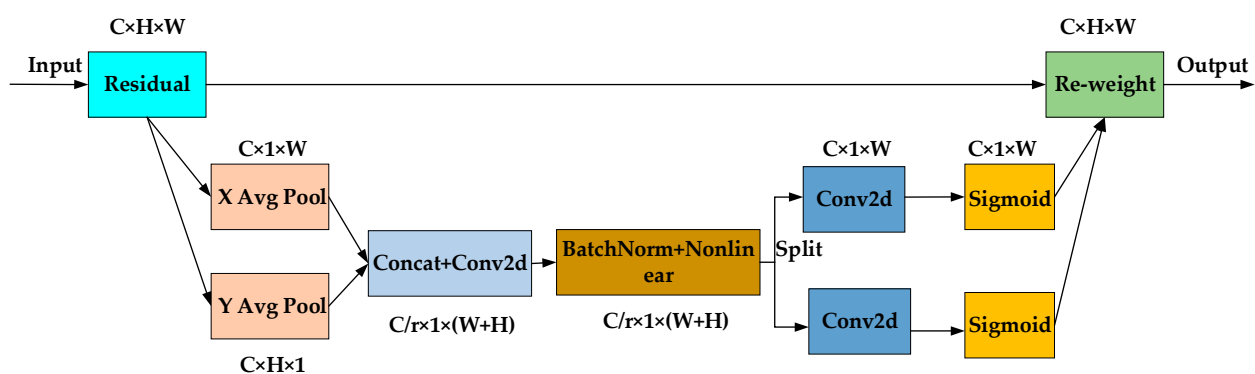 C×H×W
C×H×W
Input
Residual
Re-weight
Output
C×1×W
C×1×W
C×1×W
X Avg Pool
Conv2d
Sigmoid
Concat+Conv2d
BatchNorm+Nonlin
ear
Split
Y Avg Pool
C/r×1×(W+H)
C/r×1×(W+H)
Conv2d
Sigmoid
C×H×1